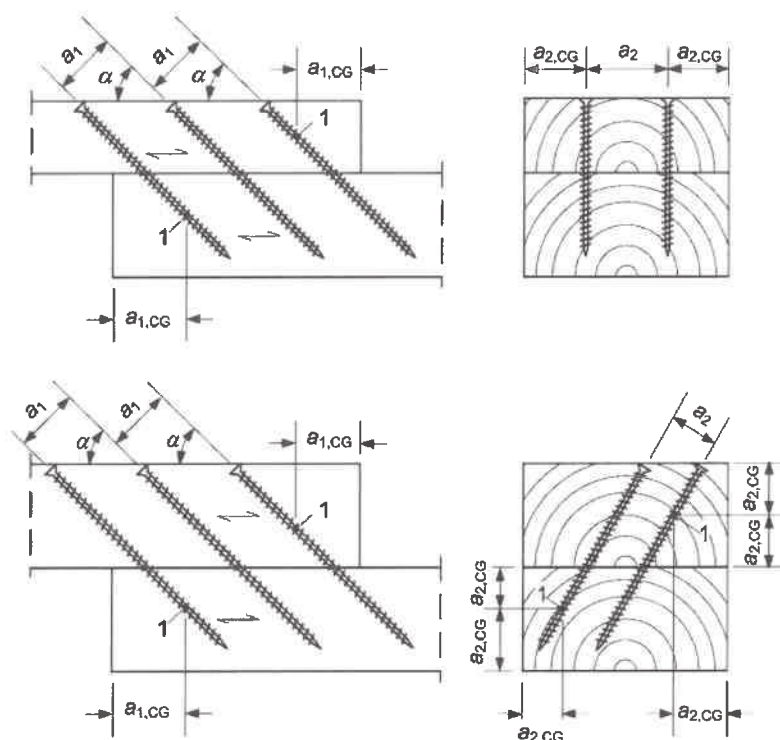 a₁
α
a₁
α
a₁,CG
1
1
a₁,CG
a₂,CG
a₂
a₂,CG
a₁
α
a₁
α
a₁,CG
1
1
a₁,CG
a₂
a₂,CG
a₂,CG
1
a₂,CG
1
a₂,CG
a₂,CG
a₂,CG